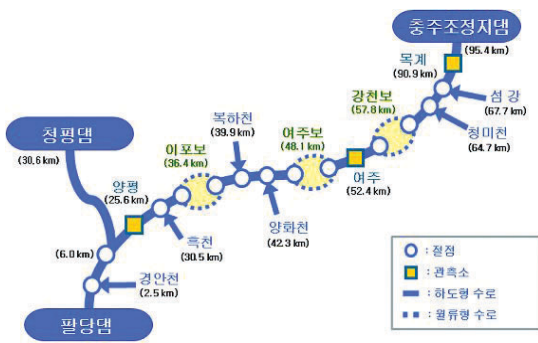 충주조정지댐
(95.4 km)
목계
(90.9 km)
섬 강
(67.7 km)
강천보
(57.8 km)
청미천
(64.7 km)
복하천
(39.9 km)
여주보
(48.1 km)
이포보
(36.4 km)
청평댐
(30.6 km)
여주
(52.4 km)
양평
(25.6 km)
양화천
(42.3 km)
흑천
(30.5 km)
(6.0 km)
경안천
(2.5 km)
팔당댐
: 절점
: 관측소
: 하도형 수로
: 월류형 수로